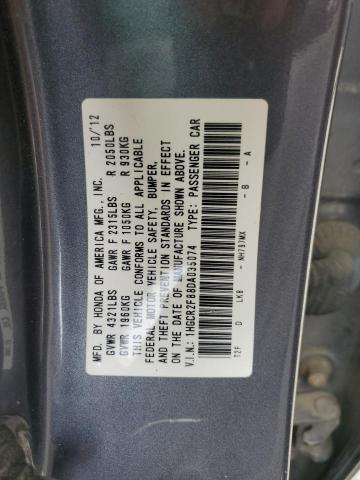 MFD. BY HONDA OF AMERICA MFG., INC. 10/'12
GVWR 4321LBS GAWR F 2315LBS R 2050LBS
GVWR 1960KG GAWR F 1050KG R 930KG
THIS VEHICLE CONFORMS TO ALL APPLICABLE
FEDERAL MOTOR VEHICLE SAFETY, BUMPER,
AND THEFT PREVENTION STANDARDS IN EFFECT
ON THE DATE OF MANUFACTURE SHOWN ABOVE.
V.I.N.: 1HGCR2F88DA035074 TYPE: PASSENGER CAR
T2F D LKB - NH797MX - B - A